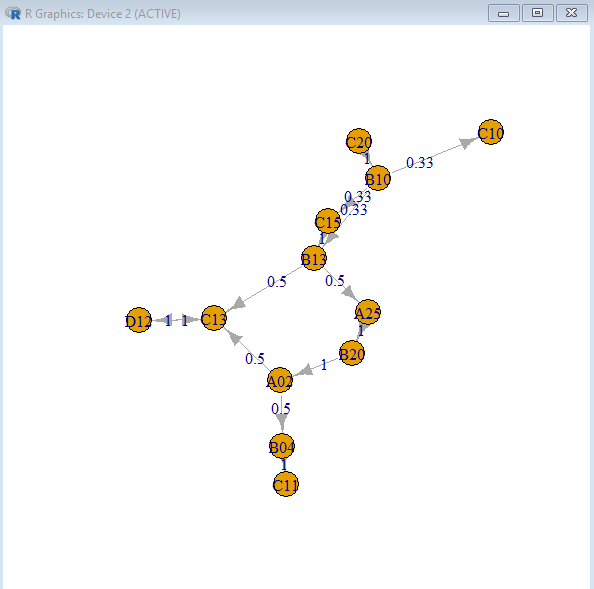 R Graphics: Device 2 (ACTIVE)
C10
C20
1
0.33
B10
0.33
0.33
C15
1
B13
0.5
0.5
A25
D12
1
1
C13
1
B20
0.5
1
A02
0.5
B04
1
C11